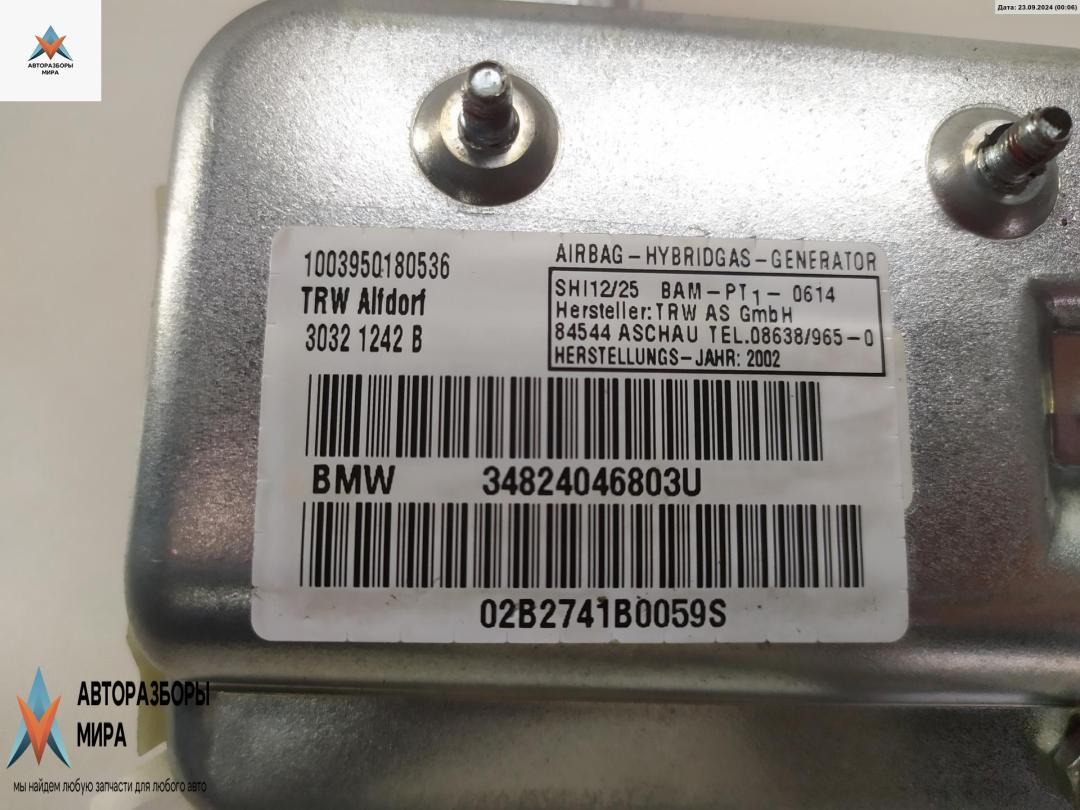 Дата: 23.09.2024 (00:06)
АВТОРАЗБОРЫ
МИРА
1003950180536
TRW Alfdorf
3032 1242 B
AIRBAG-HYBRIDGAS-GENERATOR
SHI12/25 BAM-PT1-0614
Hersteller: TRW AS GmbH
84544 ASCHAU TEL.08638/965-0
HERSTELLUNGS-JAHR: 2002
BMW 34824046803U
02B2741B0059S
АВТОРАЗБОРЫ
МИРА
мы найдем любую запчасти для любого авто